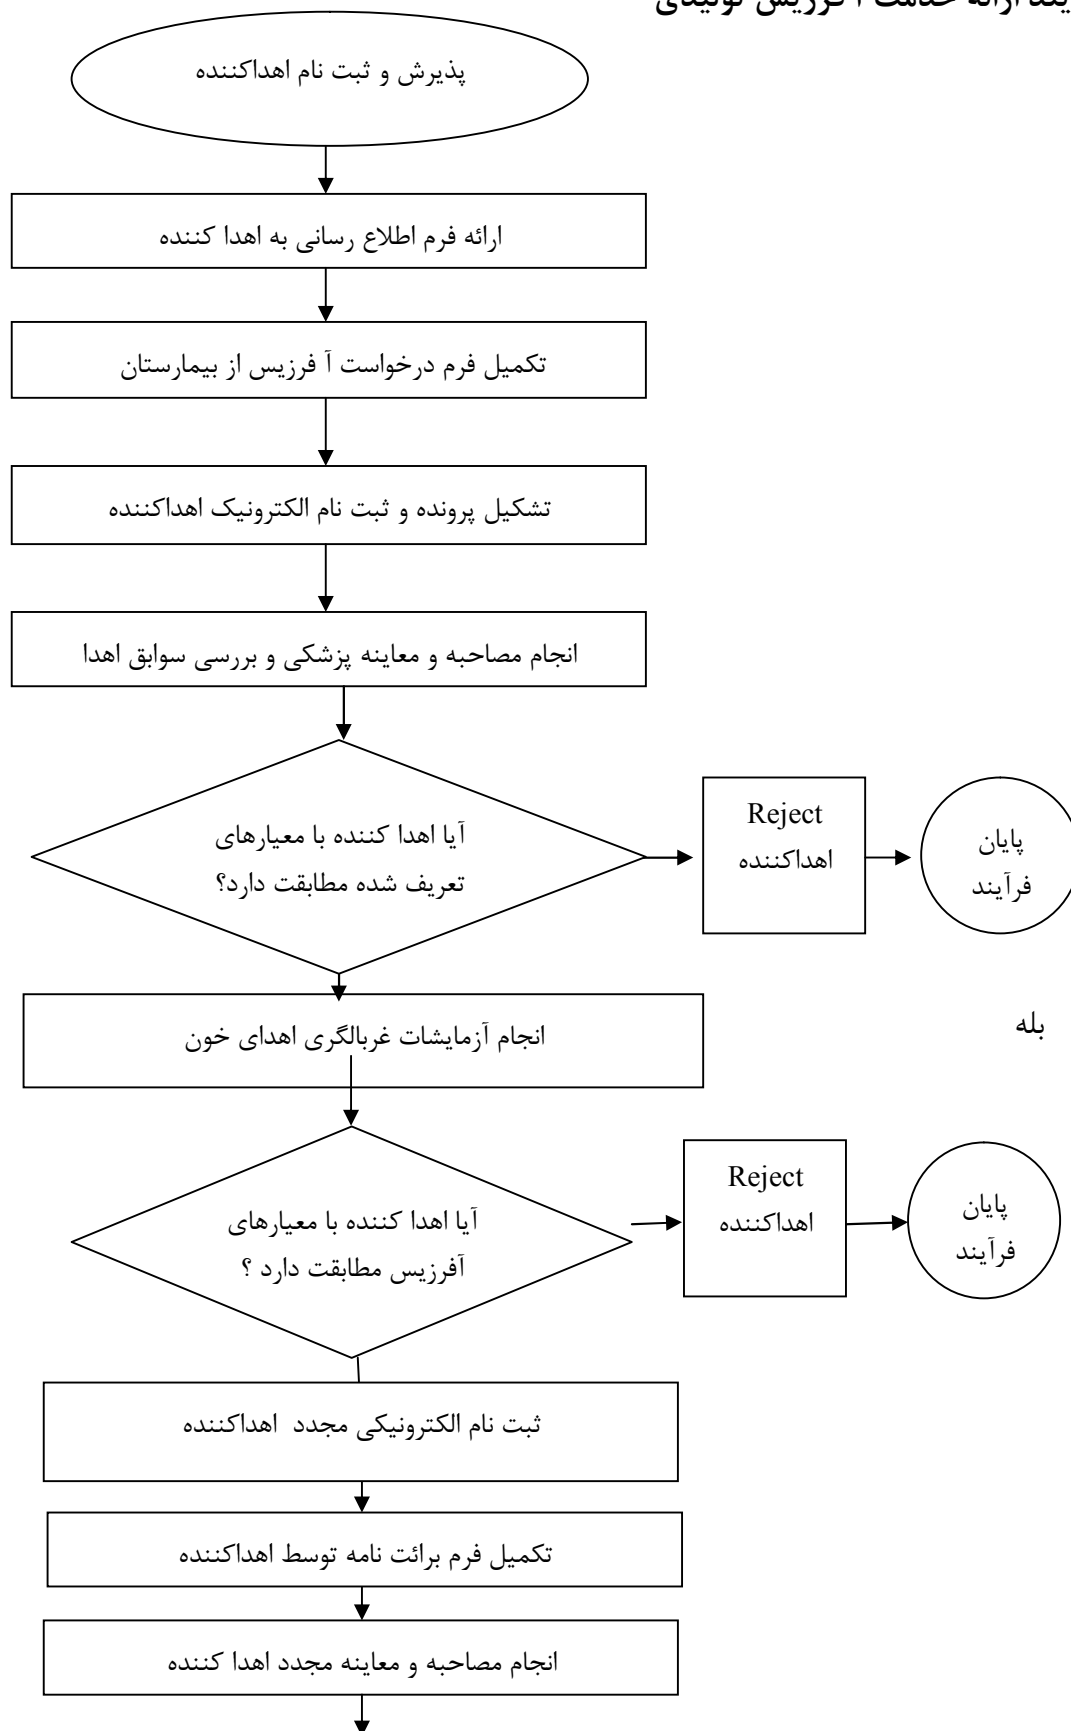 ارائه خدمت آ فرزیس تولیدی
پذیرش و ثبت نام اهداکننده
ارائه فرم اطلاع رسانی به اهدا کننده
تکمیل فرم درخواست آ فرزیس از بیمارستان
تشکیل پرونده و ثبت نام الکترونیک اهداکننده
انجام مصاحبه و معاینه پزشکی و بررسی سوابق اهدا
آیا اهدا کننده با معیارهای
تعریف شده مطابقت دارد؟
Reject
اهداکننده
پایان
فرآیند
بله
انجام آزمایشات غربالگری اهدای خون
آیا اهدا کننده با معیارهای
آفرزیس مطابقت دارد ؟
Reject
اهداکننده
پایان
فرآیند
ثبت نام الکترونیکی مجدد اهداکننده
تکمیل فرم برائت نامه توسط اهداکننده
انجام مصاحبه و معاینه مجدد اهدا کننده